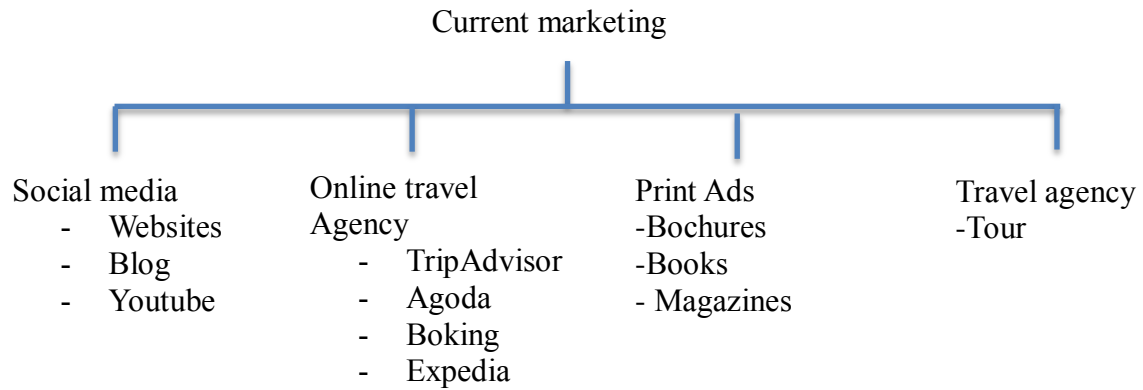 Current marketing
Social media
- Websites
- Blog
- Youtube
Online travel
Agency
- TripAdvisor
- Agoda
- Boking
- Expedia
Print Ads
-Bochures
-Books
- Magazines
Travel agency
-Tour